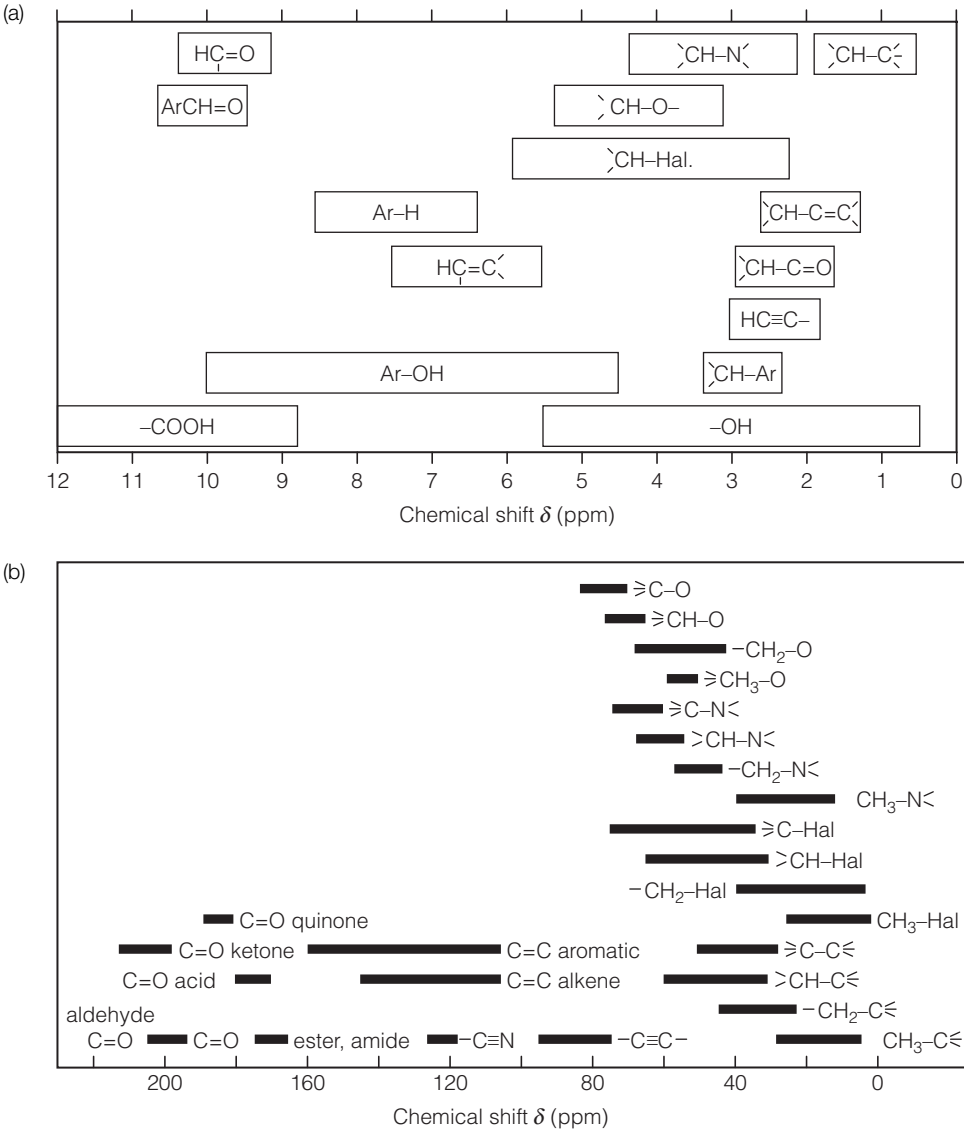 (a)
HC=O
CH–N
CH–C
ArCH=O
CH–O–
CH–Hal.
Ar–H
CH–C=C
HC=C
CH–C=O
HC≡C–
Ar–OH
CH–Ar
–COOH
–OH
12 11 10 9 8 7 6 5 4 3 2 1 0
Chemical shift δ (ppm)
(b)
C–O
CH–O
–CH₂–O
CH₃–O
C–N
CH–N
–CH₂–N
CH₃–N
C–Hal
CH–Hal
–CH₂–Hal
C=O quinone CH₃–Hal
C=O ketone C=C aromatic C–C
C=O acid C=C alkene CH–C
–CH₂–C
aldehyde
C=O C=O ester, amide –C≡N –C≡C– CH₃–C
200 160 120 80 40 0
Chemical shift δ (ppm)